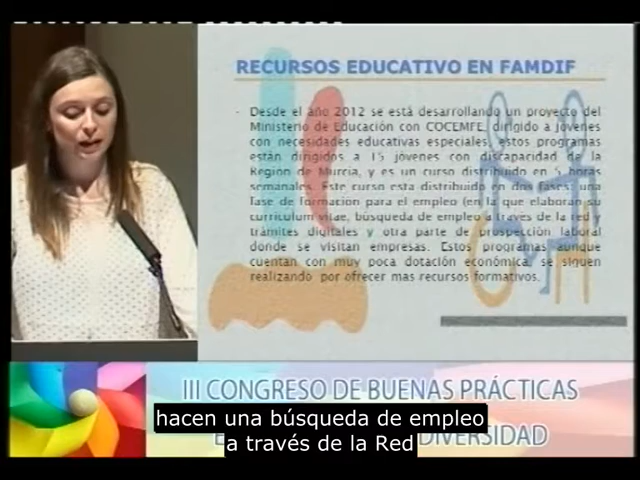 RECURSOS EDUCATIVO EN FAMDIF
- Desde el año 2012 se está desarrollando un proyecto del
Ministerio de Educación con COCEMFE, dirigido a jóvenes
con necesidades educativas especiales, estos programas
están dirigidos a 15 jóvenes con discapacidad de la
Región de Murcia, y es un curso distribuido en 5 horas
semanales. Este curso esta distribuido en dos fases: una
fase de formación para el empleo (en la que elaboran su
curriculum vitae, búsqueda de empleo a través de la red y
trámites digitales y otra parte de prospección laboral
donde se visitan empresas. Estos programas aunque
cuentan con muy poca dotación económica, se siguen
realizando por ofrecer mas recursos formativos.
III CONGRESO DE BUENAS PRÁCTICAS
DIVERSIDAD
hacen una búsqueda de empleo
a través de la Red